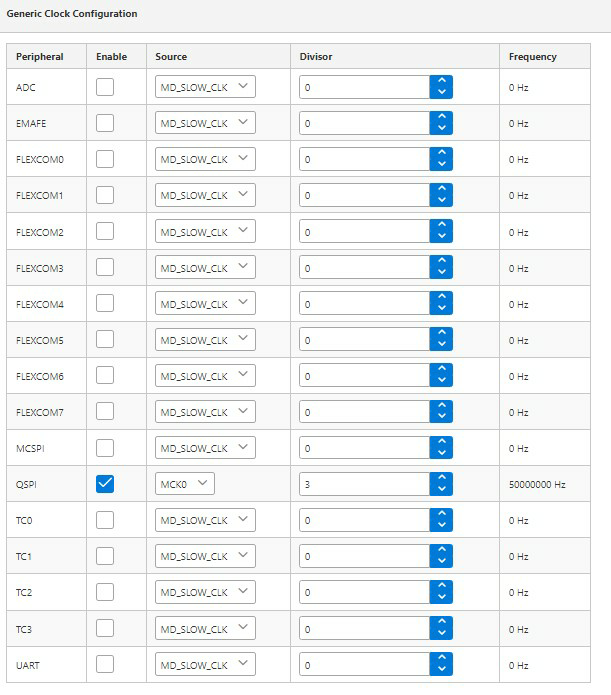 Generic Clock Configuration
Peripheral Enable Source Divisor Frequency
ADC MD_SLOW_CLK 0 0 Hz
EMAFE MD_SLOW_CLK 0 0 Hz
FLEXCOM0 MD_SLOW_CLK 0 0 Hz
FLEXCOM1 MD_SLOW_CLK 0 0 Hz
FLEXCOM2 MD_SLOW_CLK 0 0 Hz
FLEXCOM3 MD_SLOW_CLK 0 0 Hz
FLEXCOM4 MD_SLOW_CLK 0 0 Hz
FLEXCOM5 MD_SLOW_CLK 0 0 Hz
FLEXCOM6 MD_SLOW_CLK 0 0 Hz
FLEXCOM7 MD_SLOW_CLK 0 0 Hz
MCSPI MD_SLOW_CLK 0 0 Hz
QSPI MCK0 3 50000000 Hz
TC0 MD_SLOW_CLK 0 0 Hz
TC1 MD_SLOW_CLK 0 0 Hz
TC2 MD_SLOW_CLK 0 0 Hz
TC3 MD_SLOW_CLK 0 0 Hz
UART MD_SLOW_CLK 0 0 Hz